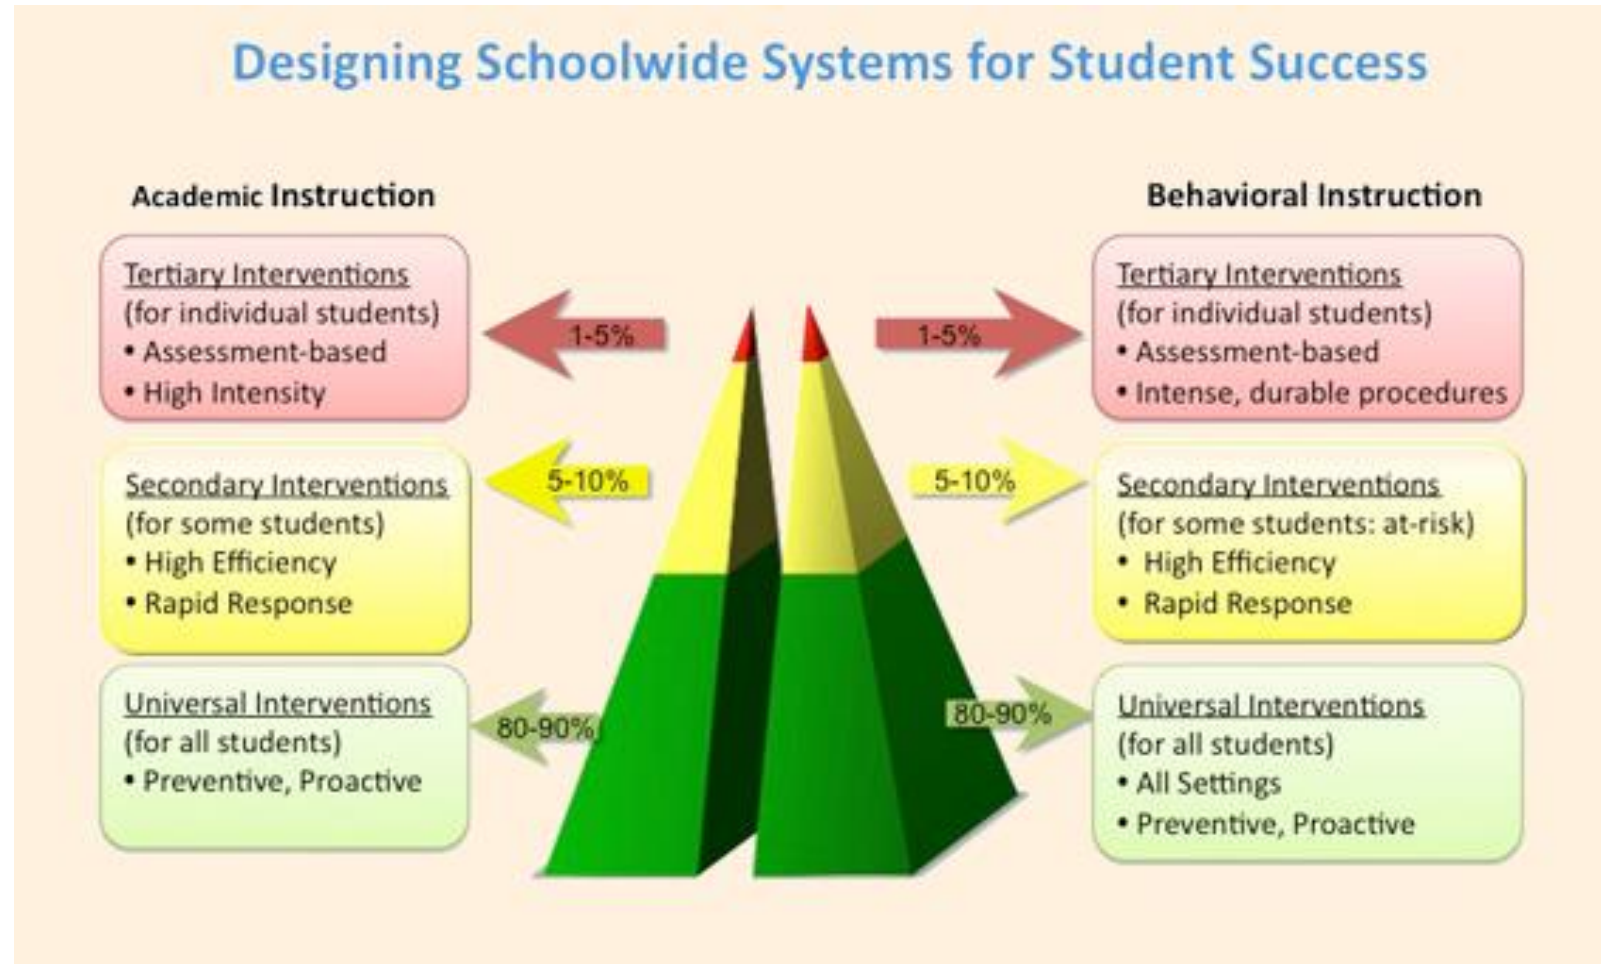 Designing Schoolwide Systems for Student Success
Academic Instruction
Tertiary Interventions
(for individual students)
• Assessment-based
• High Intensity
1-5%
Secondary Interventions
(for some students)
• High Efficiency
• Rapid Response
5-10%
Universal Interventions
(for all students)
• Preventive, Proactive
80-90%
Behavioral Instruction
1-5%
Tertiary Interventions
(for individual students)
• Assessment-based
• Intense, durable procedures
5-10%
Secondary Interventions
(for some students: at-risk)
• High Efficiency
• Rapid Response
80-90%
Universal Interventions
(for all students)
• All Settings
• Preventive, Proactive